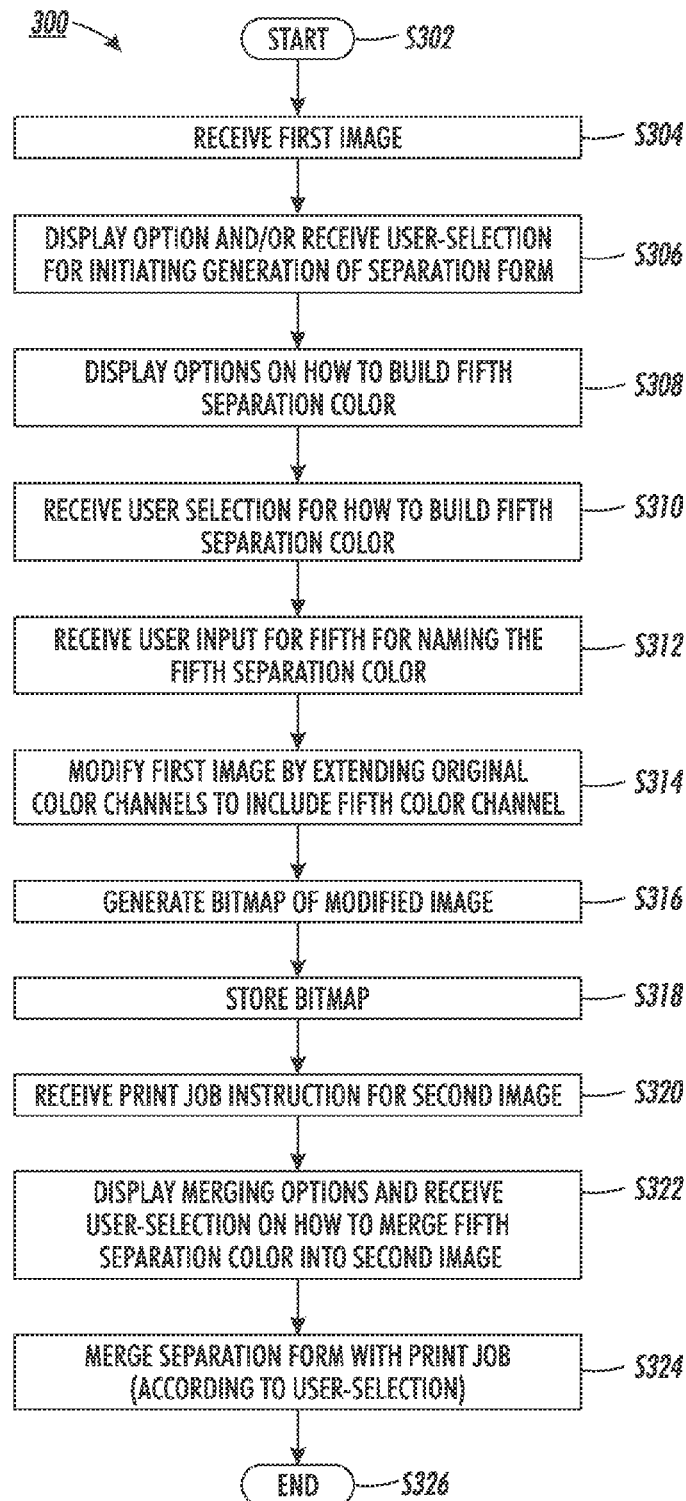 300
START
S302
RECEIVE FIRST IMAGE
S304
DISPLAY OPTION AND/OR RECEIVE USER-SELECTION
FOR INITIATING GENERATION OF SEPARATION FORM
S306
DISPLAY OPTIONS ON HOW TO BUILD FIFTH
SEPARATION COLOR
S308
RECEIVE USER SELECTION FOR HOW TO BUILD FIFTH
SEPARATION COLOR
S310
RECEIVE USER INPUT FOR FIFTH FOR NAMING THE
FIFTH SEPARATION COLOR
S312
MODIFY FIRST IMAGE BY EXTENDING ORIGINAL
COLOR CHANNELS TO INCLUDE FIFTH COLOR CHANNEL
S314
GENERATE BITMAP OF MODIFIED IMAGE
S316
STORE BITMAP
S318
RECEIVE PRINT JOB INSTRUCTION FOR SECOND IMAGE
S320
DISPLAY MERGING OPTIONS AND RECEIVE
USER-SELECTION ON HOW TO MERGE FIFTH
SEPARATION COLOR INTO SECOND IMAGE
S322
MERGE SEPARATION FORM WITH PRINT JOB
(ACCORDING TO USER-SELECTION)
S324
END
S326